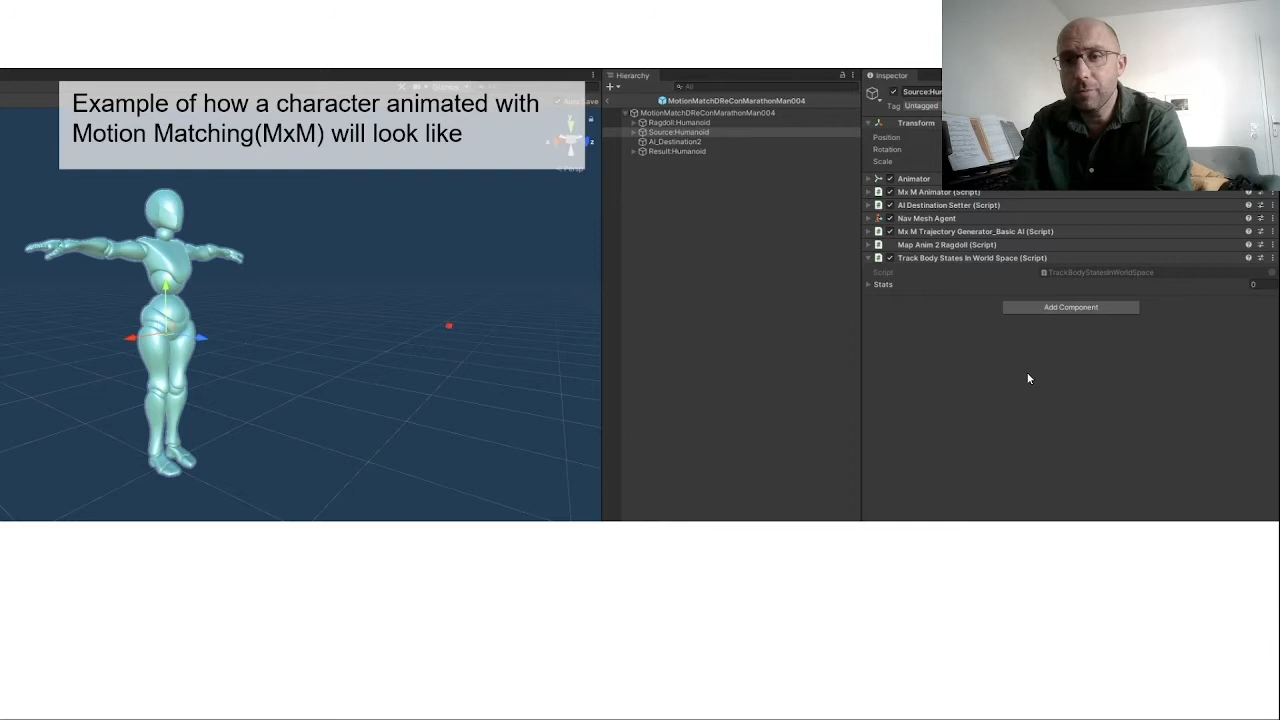 Example of how a character animated with
Motion Matching(MxM) will look like
Hierarchy
All
MotionMatchDReConMarathonMan004
MotionMatchDReConMarathonMan004
Ragdoll:Humanoid
Source:Humanoid
AI_Destination2
Result:Humanoid
Inspector
Source:Hu
Tag Untagged
Transform
Position
Rotation
Scale
Animator
Mx M Animator (Script)
AI Destination Setter (Script)
Nav Mesh Agent
Mx M Trajectory Generator_Basic AI (Script)
Map Anim 2 Ragdoll (Script)
Track Body States In World Space (Script)
Script TrackBodyStatesInWorldSpace
Stats 0
Add Component